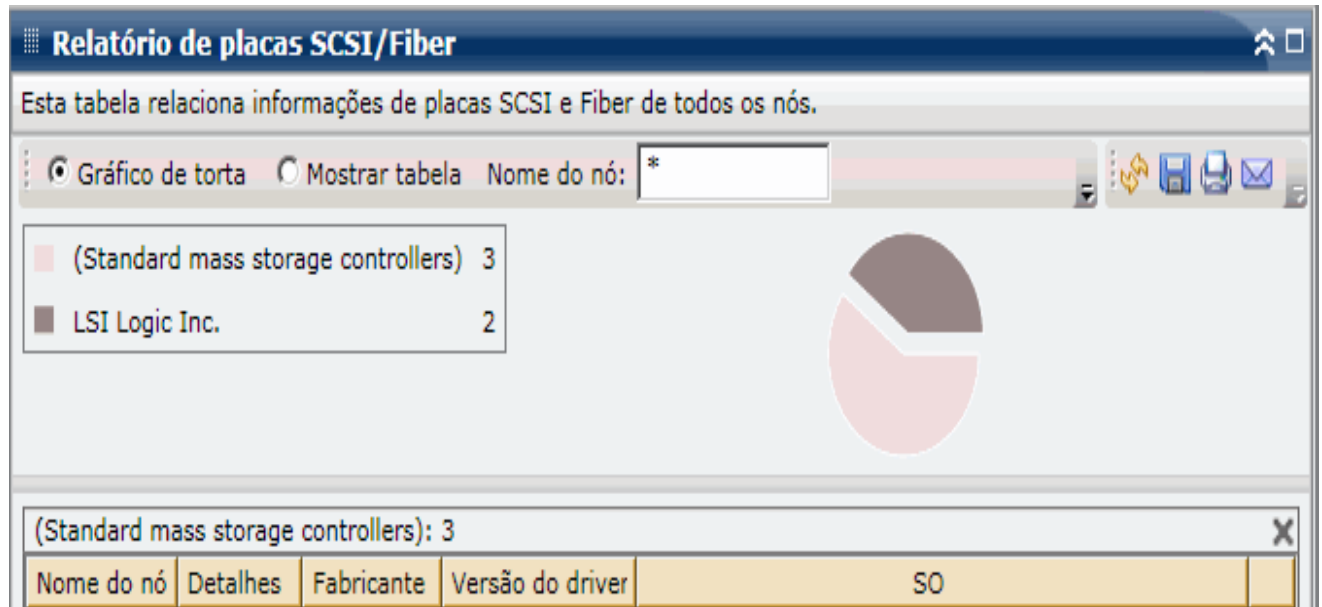 Relatório de placas SCSI/Fiber
Esta tabela relaciona informações de placas SCSI e Fiber de todos os nós.
Gráfico de torta Mostrar tabela Nome do nó: *
(Standard mass storage controllers) 3
LSI Logic Inc. 2
(Standard mass storage controllers): 3
Nome do nó Detalhes Fabricante Versão do driver SO